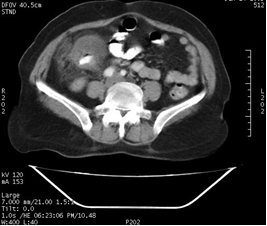 DFOV 40.5cm
STND
512
R
2
0
2
L
2
0
2
kV 120
mA 153
Large
7.000 mm/21.00 1.5:1
Tilt: 0.0
1.0s /HE 06:23:06 PM/10.48
W:400 L:40
P202